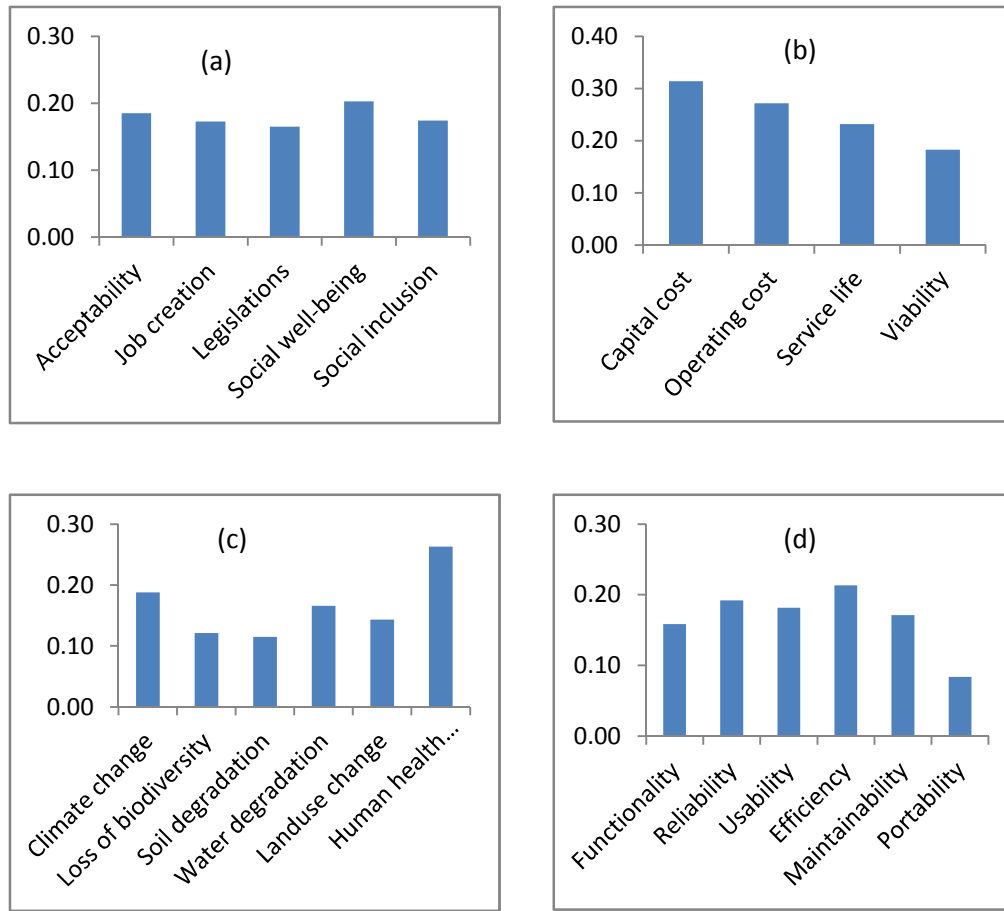 (a)
0.30
0.20
0.10
0.00
Acceptability
Job creation
Legislations
Social well-being
Social inclusion
(b)
0.40
0.30
0.20
0.10
0.00
Capital cost
Operating cost
Service life
Viability
(c)
0.30
0.20
0.10
0.00
Climate change
Loss of biodiversity
Soil degradation
Water degradation
Landuse change
Human health...
(d)
0.30
0.20
0.10
0.00
Functionality
Reliability
Usability
Efficiency
Maintainability
Portability